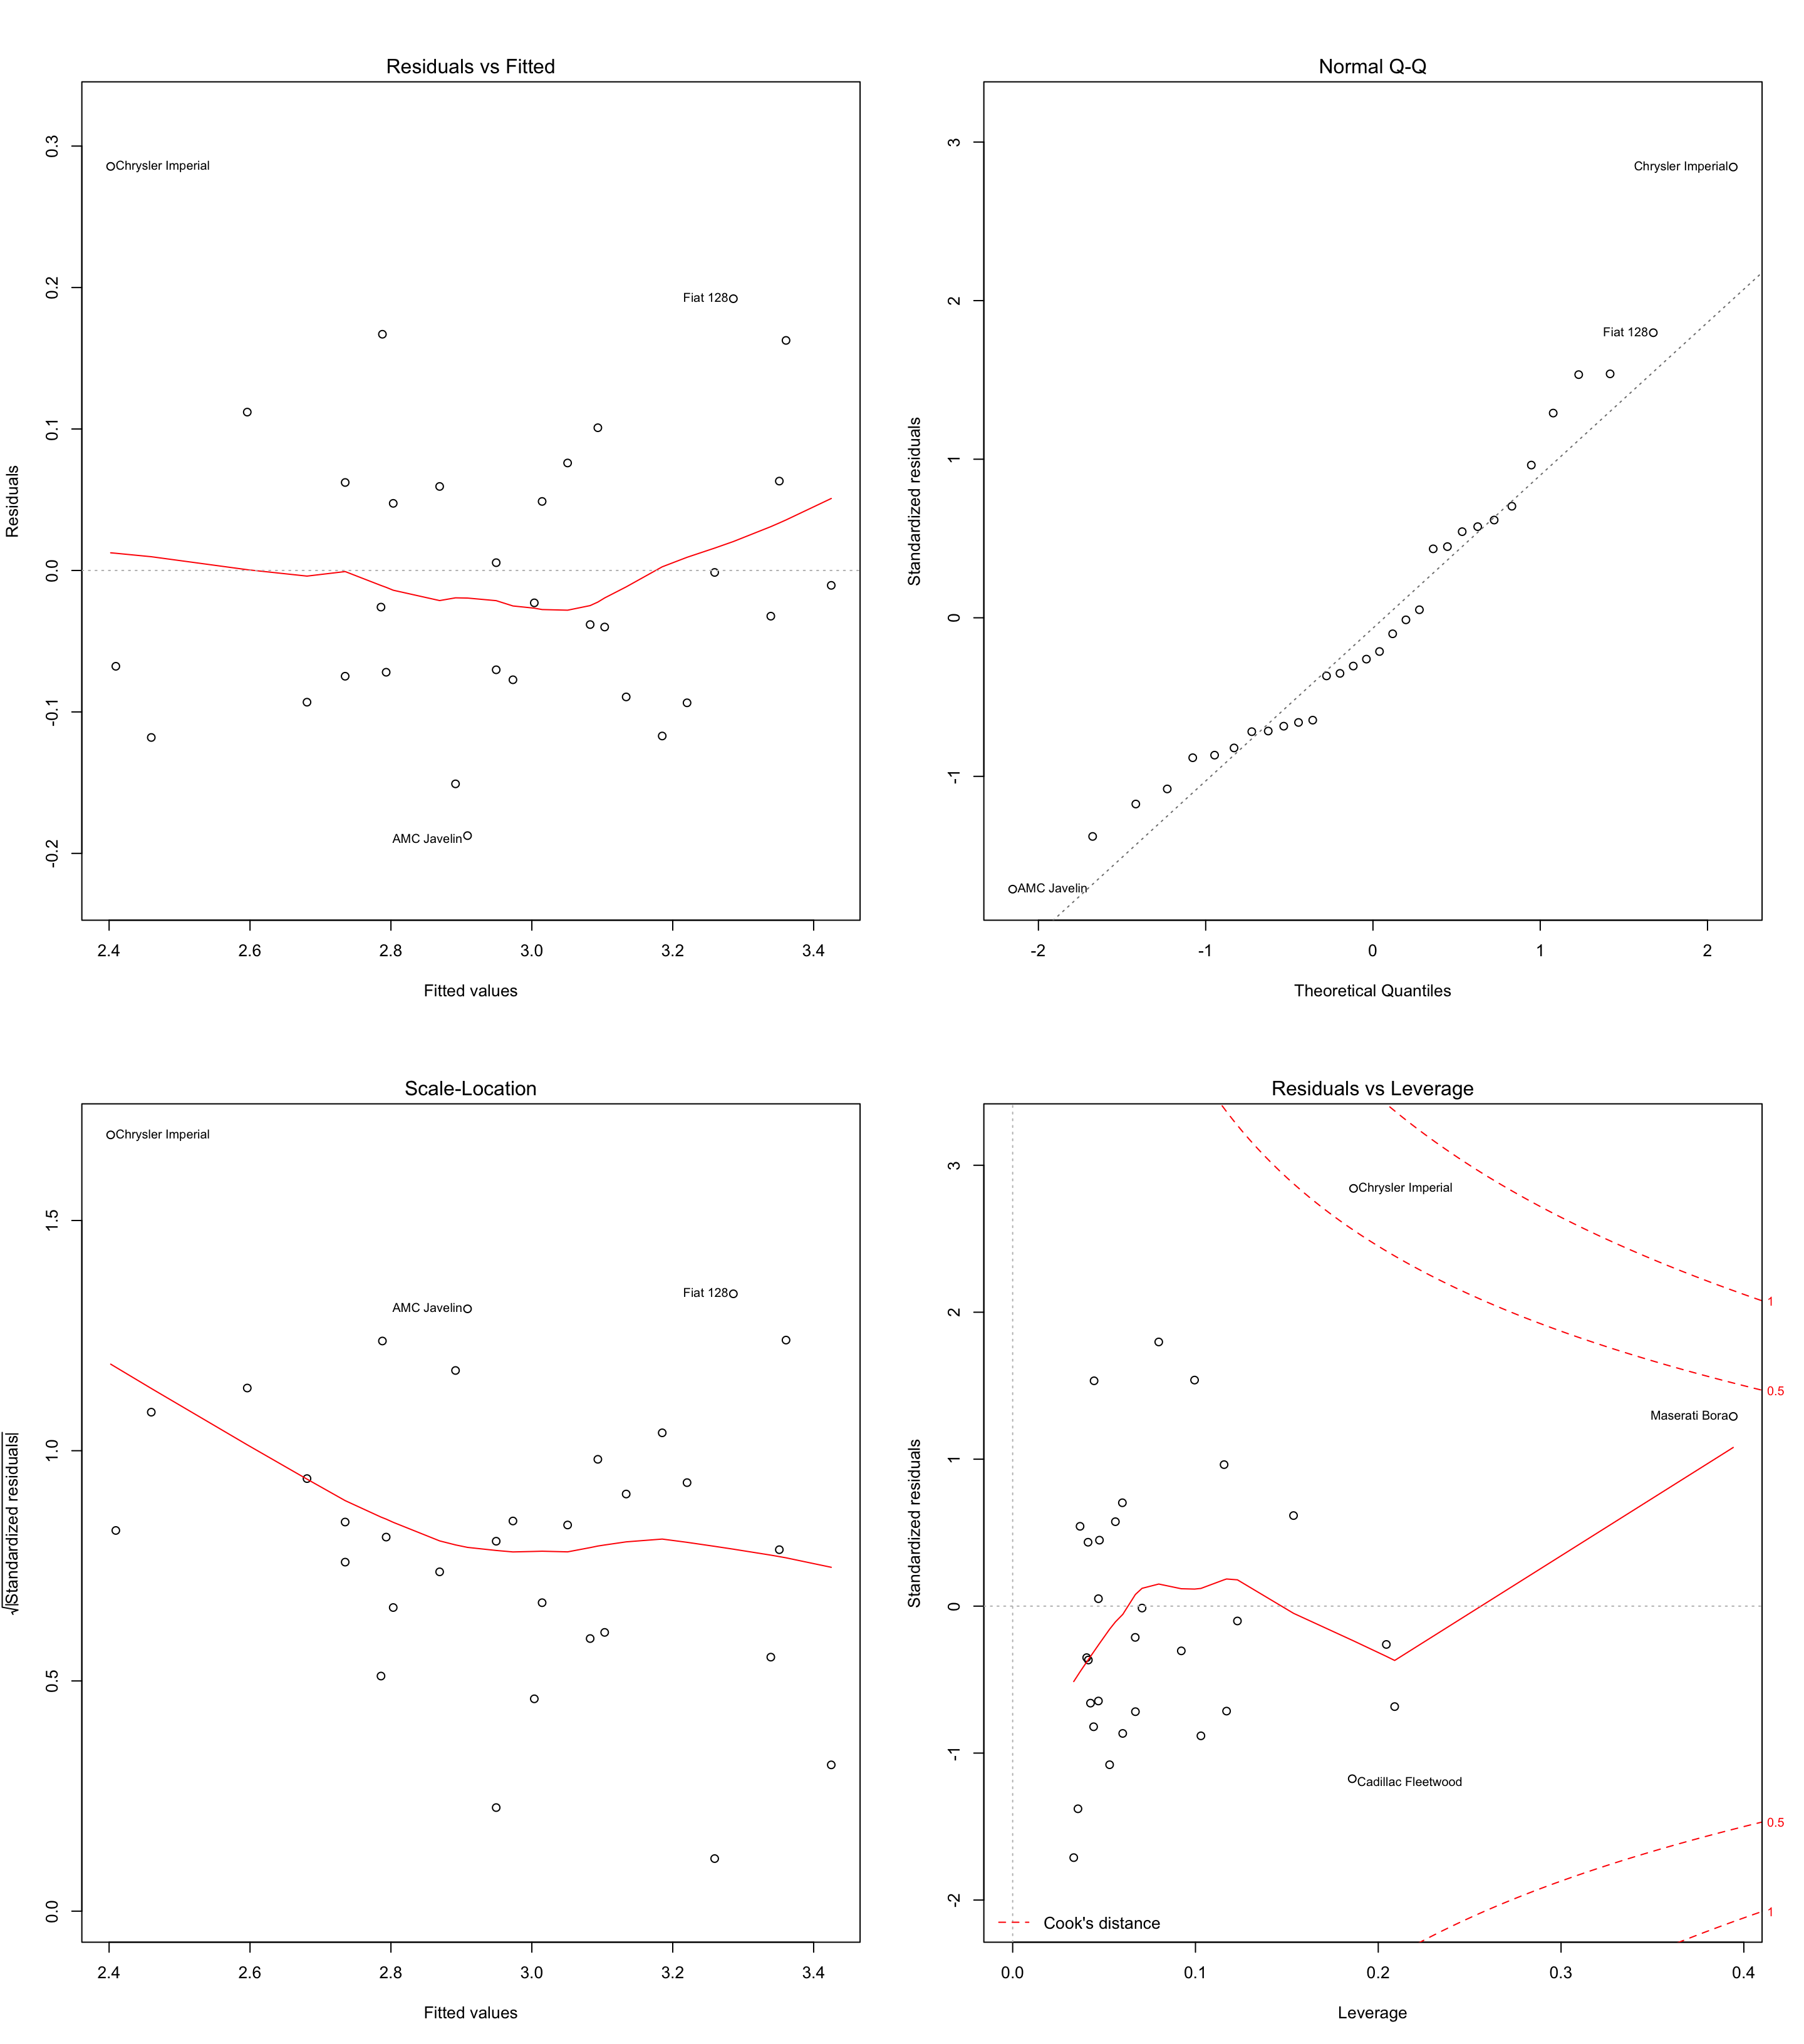 Residuals vs Fitted
0.3
0.2
0.1
0.0
-0.1
-0.2
Residuals
Chrysler Imperial
Fiat 128
AMC Javelin
2.4 2.6 2.8 3.0 3.2 3.4
Fitted values
Normal Q-Q
3
2
1
0
-1
Standardized residuals
Chrysler Imperial
Fiat 128
AMC Javelin
-2 -1 0 1 2
Theoretical Quantiles
Scale-Location
1.5
1.0
0.5
0.0
√|Standardized residuals|
Chrysler Imperial
Fiat 128
AMC Javelin
2.4 2.6 2.8 3.0 3.2 3.4
Fitted values
Residuals vs Leverage
3
2
1
0
-1
-2
Standardized residuals
Chrysler Imperial
1
0.5
Maserati Bora
Cadillac Fleetwood
0.5
1
Cook's distance
0.0 0.1 0.2 0.3 0.4
Leverage